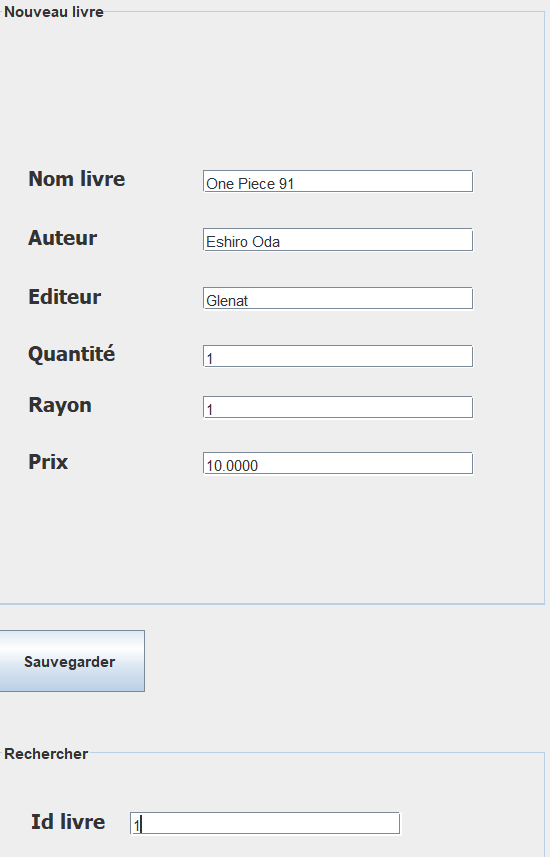 Nouveau livre
Nom livre One Piece 91
Auteur Eshiro Oda
Editeur Glenat
Quantité 1
Rayon 1
Prix 10.0000
Sauvegarder
Rechercher
Id livre 1